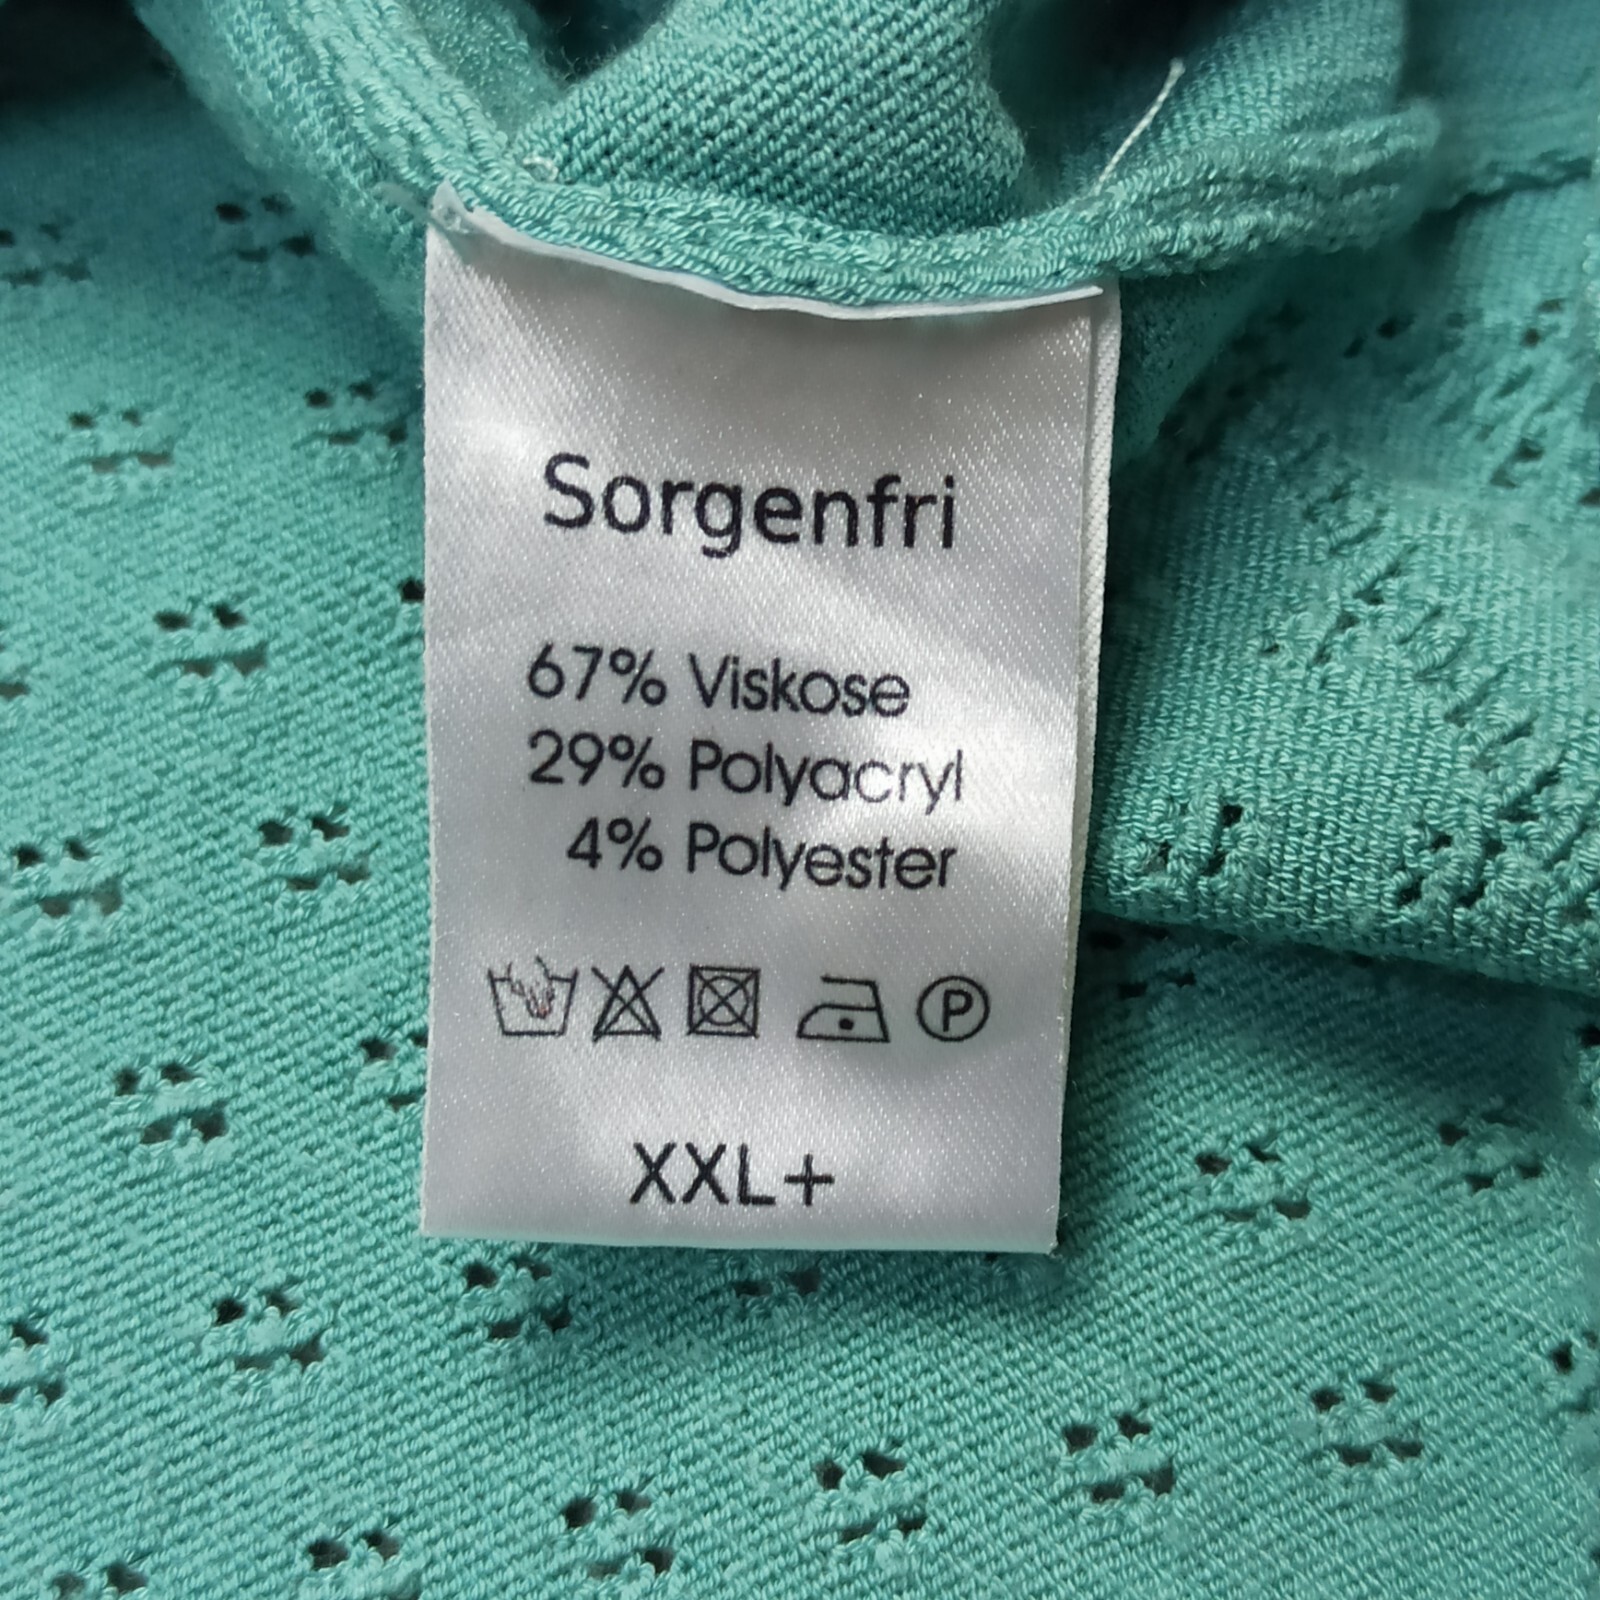 Sorgenfri
67% Viskose
29% Polyacryl
4% Polyester
P
XXL+